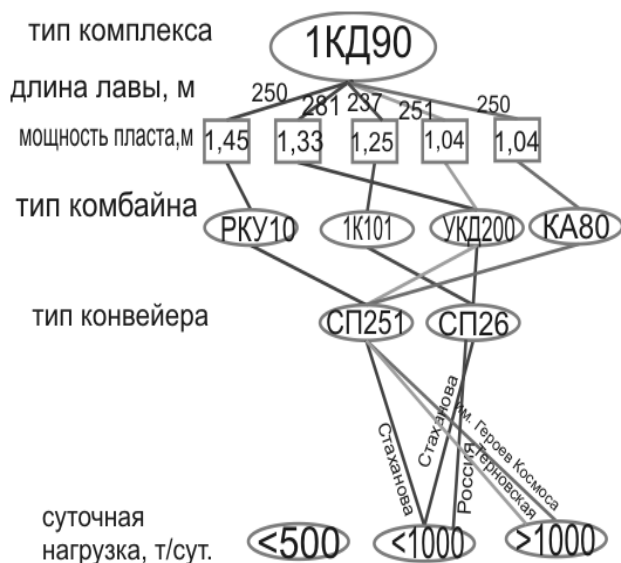 тип комплекса
1КД90
длина лавы, м
250
281
237
251
250
мощность пласта,м
1,45
1,33
1,25
1,04
1,04
тип комбайна
РКУ10
1К101
УКД200
КА80
тип конвейера
СП251
СП26
Стаханова
Стаханова
Россия
им. Героев Космоса
Терновская
суточная
нагрузка, т/сут.
<500
<1000
>1000